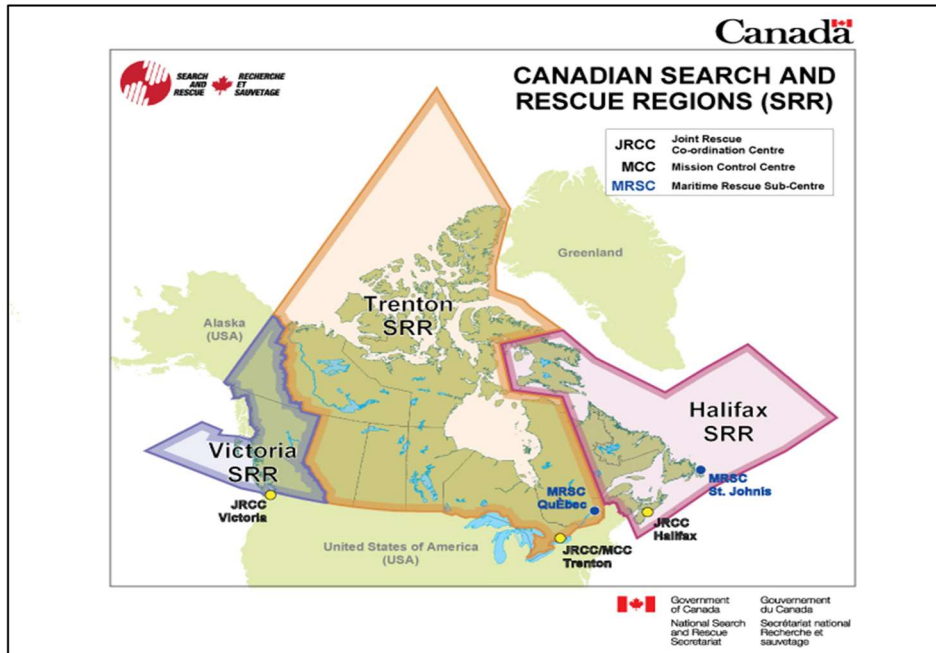 Canada
SEARCH
AND
RESCUE
RECHERCHE
ET
SAUVETAGE
CANADIAN SEARCH AND
RESCUE REGIONS (SRR)
JRCC Joint Rescue
Co-ordination Centre
MCC Mission Control Centre
MRSC Maritime Rescue Sub-Centre
Greenland
Trenton
SRR
Alaska
(USA)
Halifax
SRR
Victoria
SRR
MRSC
St. Johnis
MRSC
QuÈbec
JRCC
Victoria
JRCC
Halifax
JRCC/MCC
Trenton
United States of America
(USA)
Government
of Canada
Gouvernement
du Canada
National Search
and Rescue
Secretariat
Secrétariat national
Recherche et
sauvetage